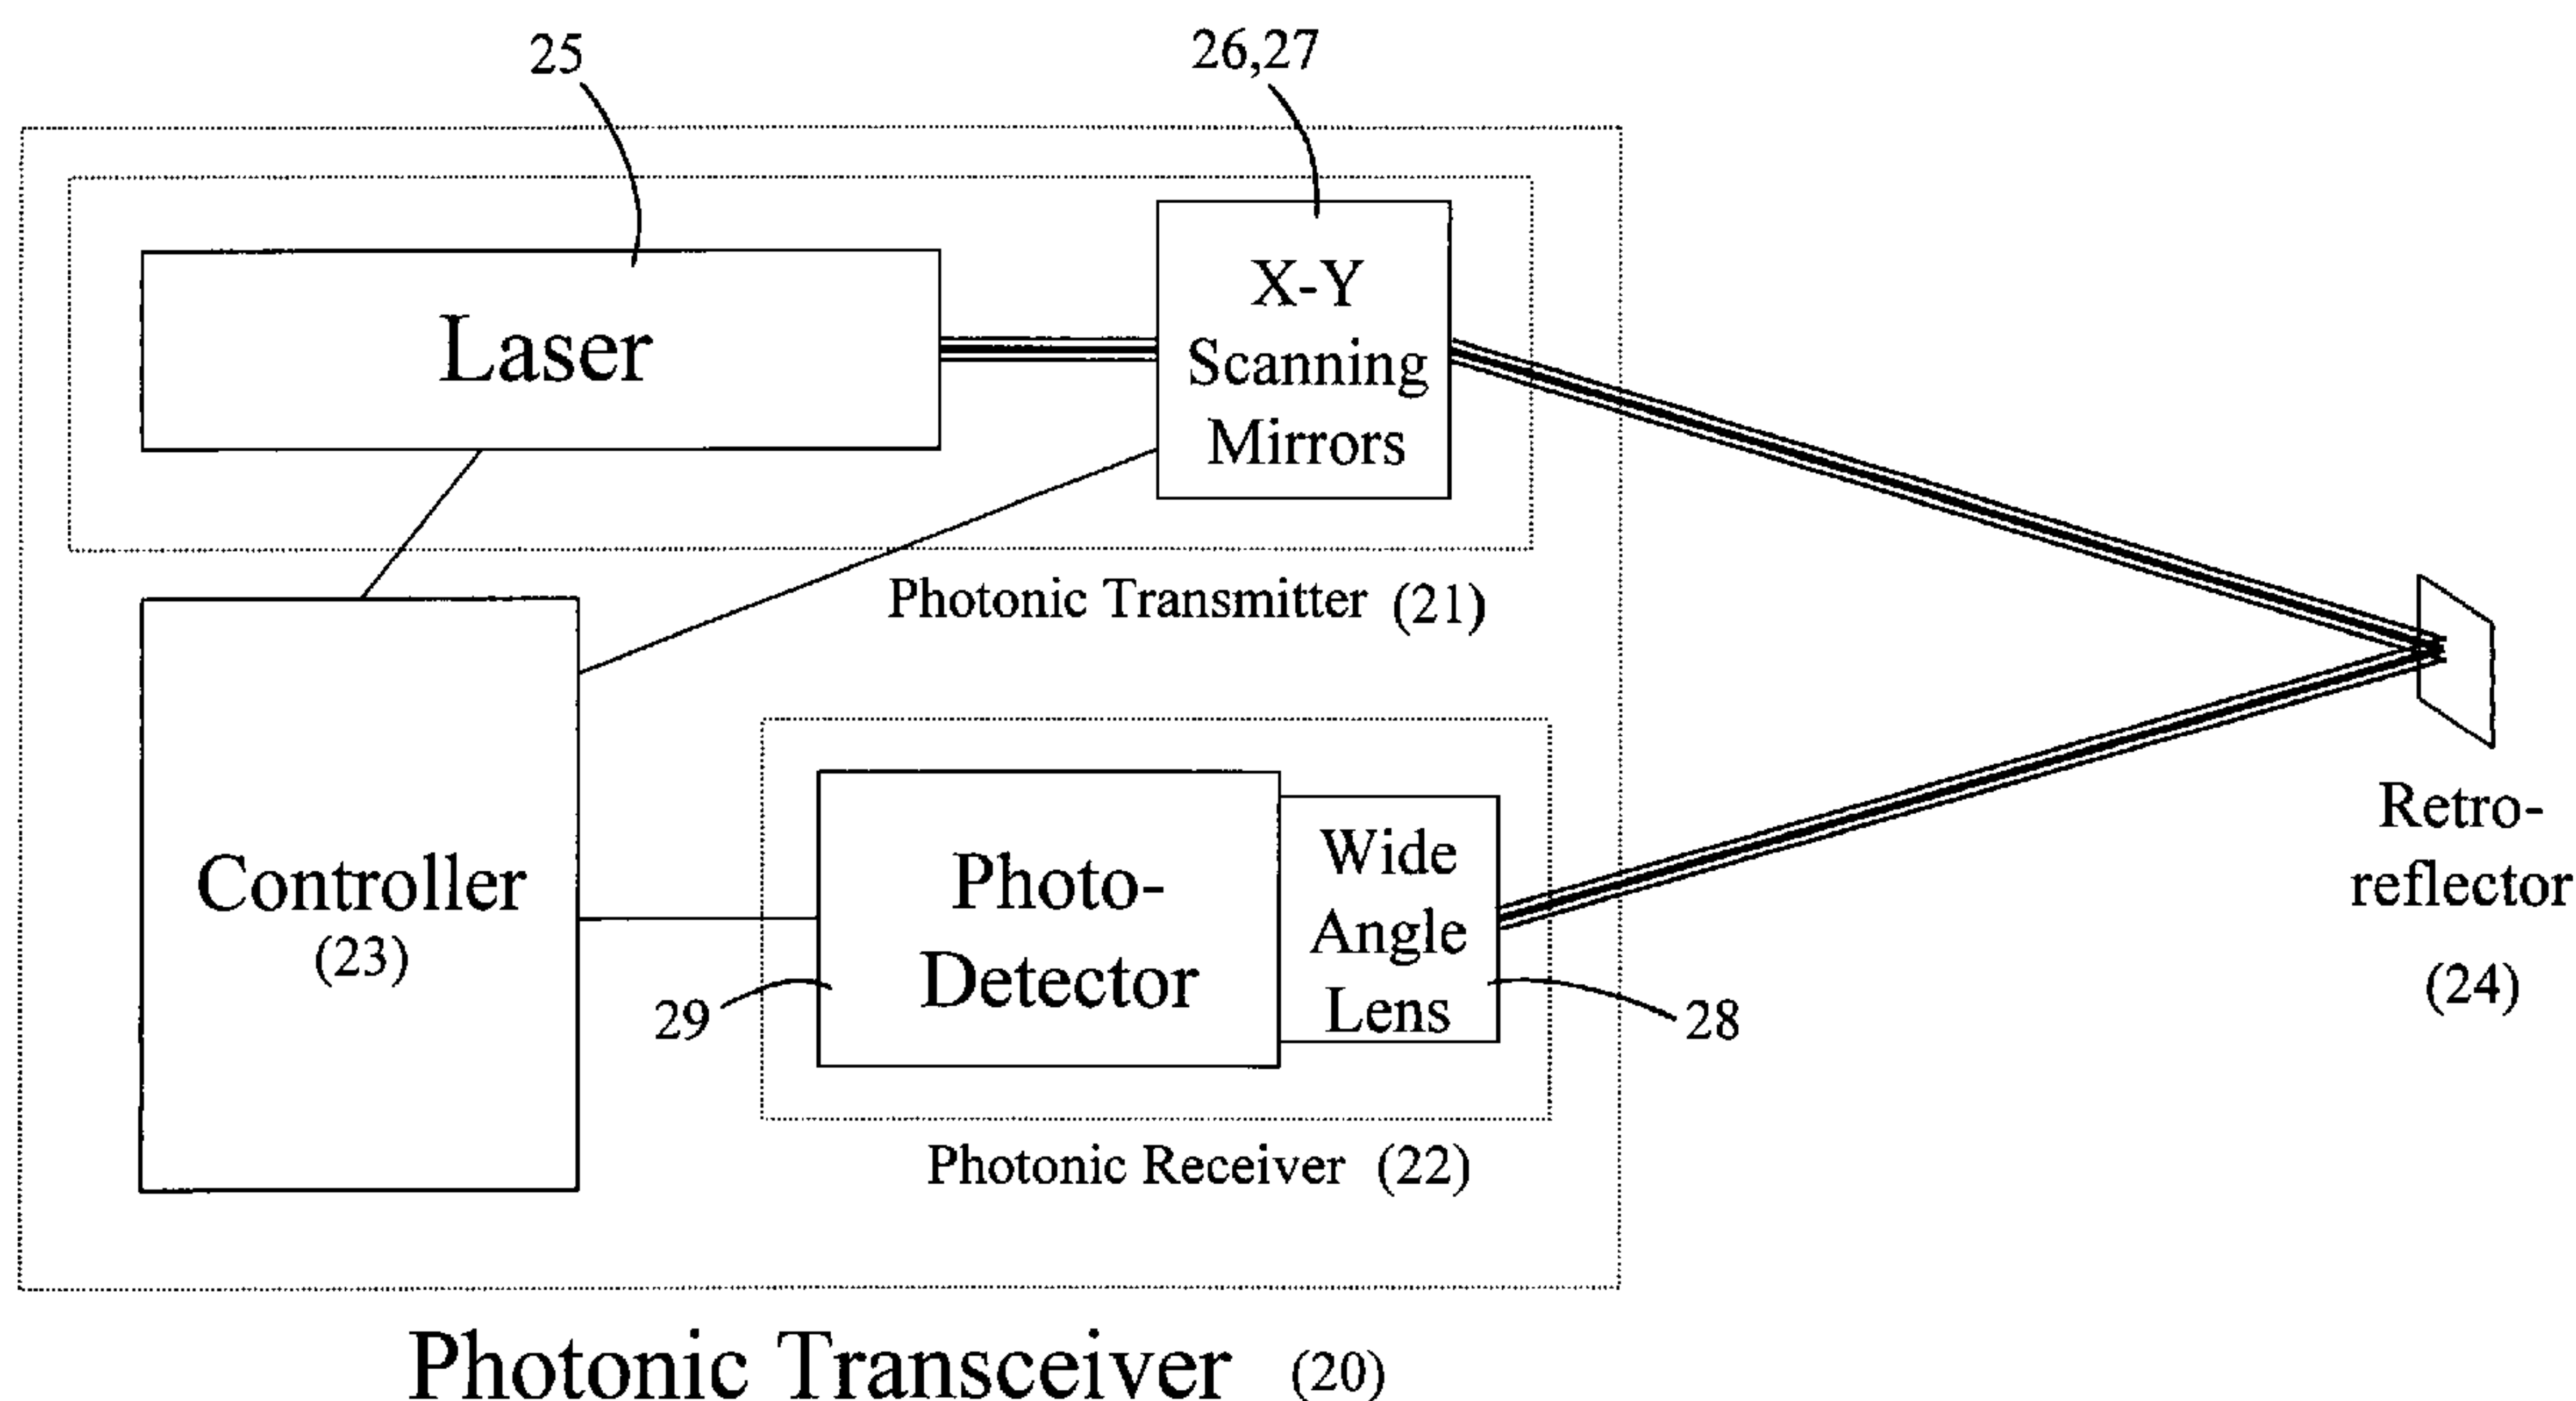 25
26,27
Laser
X-Y
Scanning
Mirrors
Photonic Transmitter (21)
Controller
(23)
Photo-
Detector
Wide
Angle
Lens
29
28
Retro-
reflector
(24)
Photonic Receiver (22)
Photonic Transceiver (20)